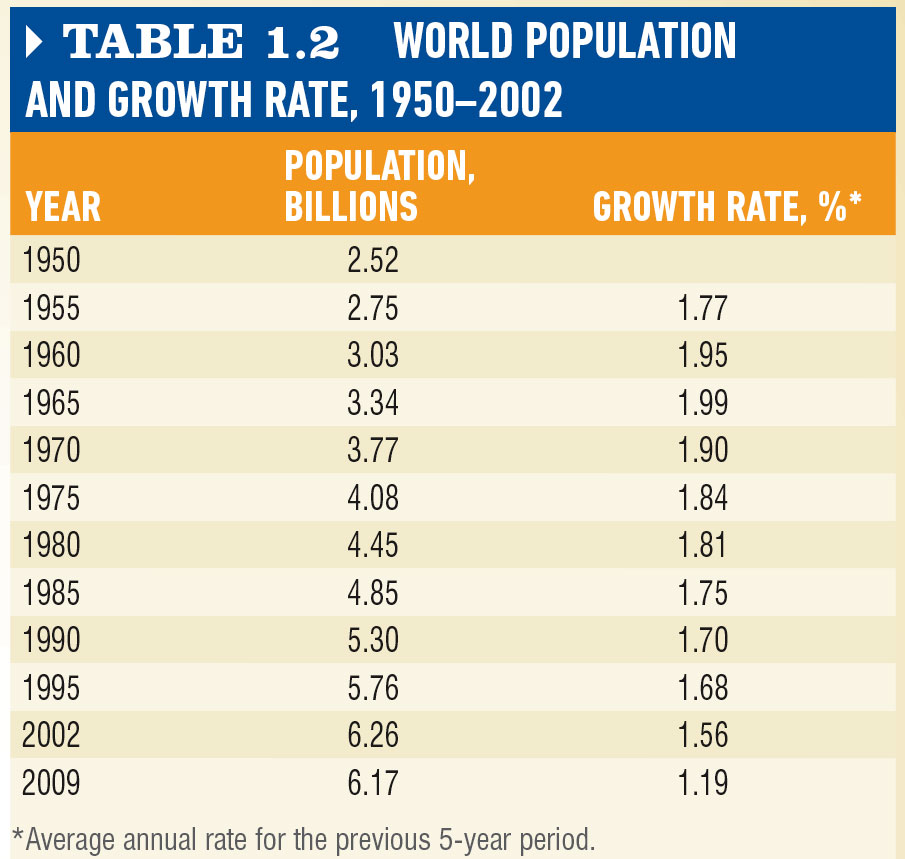 TABLE 1.2 WORLD POPULATION
AND GROWTH RATE, 1950–2002
YEAR POPULATION, BILLIONS GROWTH RATE, %*
1950 2.52
1955 2.75 1.77
1960 3.03 1.95
1965 3.34 1.99
1970 3.77 1.90
1975 4.08 1.84
1980 4.45 1.81
1985 4.85 1.75
1990 5.30 1.70
1995 5.76 1.68
2002 6.26 1.56
2009 6.17 1.19
*Average annual rate for the previous 5-year period.